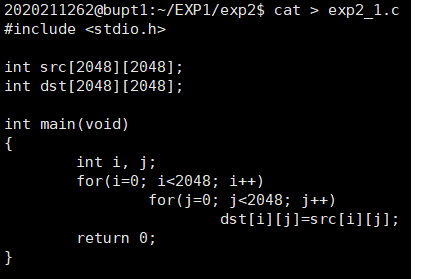 2020211262@bupt1:~/EXP1/exp2$ cat > exp2_1.c
#include <stdio.h>

int src[2048][2048];
int dst[2048][2048];

int main(void)
{
        int i, j;
        for(i=0; i<2048; i++)
                for(j=0; j<2048; j++)
                        dst[i][j]=src[i][j];
        return 0;
}